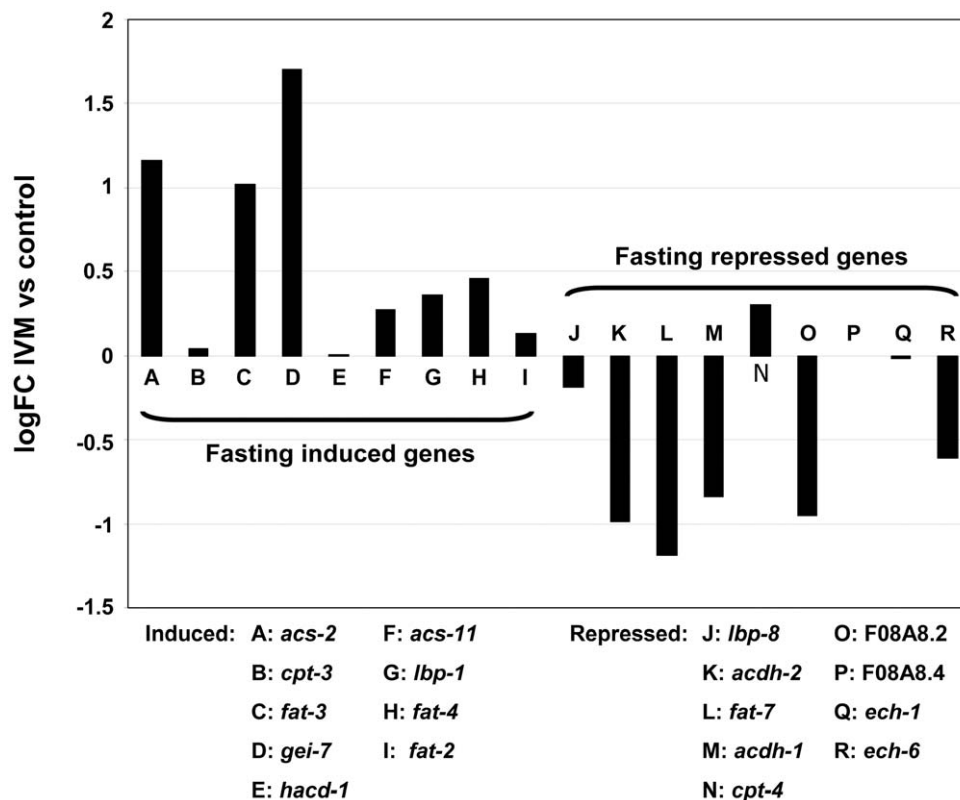 logFC IVM vs control
2
1.5
1
0.5
0
-0.5
-1
-1.5
Fasting repressed genes
J K L M O P Q R
A B C D E F G H I N
Fasting induced genes
Induced: A: acs-2 F: acs-11 Repressed: J: lbp-8 O: F08A8.2
B: cpt-3 G: lbp-1 K: acdh-2 P: F08A8.4
C: fat-3 H: fat-4 L: fat-7 Q: ech-1
D: gei-7 I: fat-2 M: acdh-1 R: ech-6
E: hacd-1 N: cpt-4